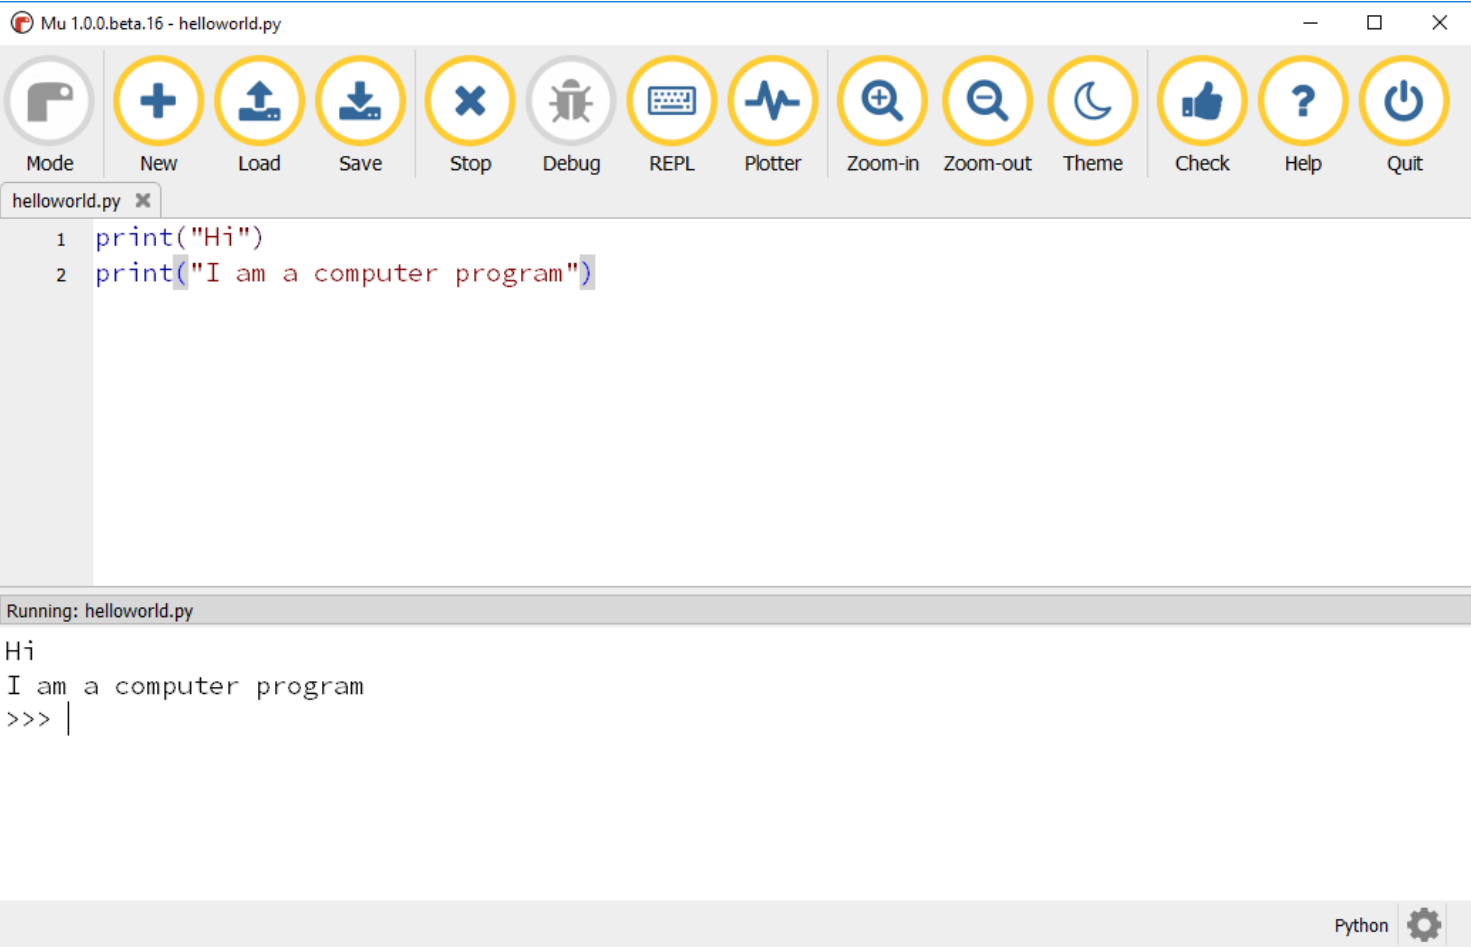 Mu 1.0.0.beta.16 - helloworld.py
Mode New Load Save Stop Debug REPL Plotter Zoom-in Zoom-out Theme Check Help Quit
helloworld.py
1 print("Hi")
2 print("I am a computer program")
Running: helloworld.py
Hi
I am a computer program
>>>
Python